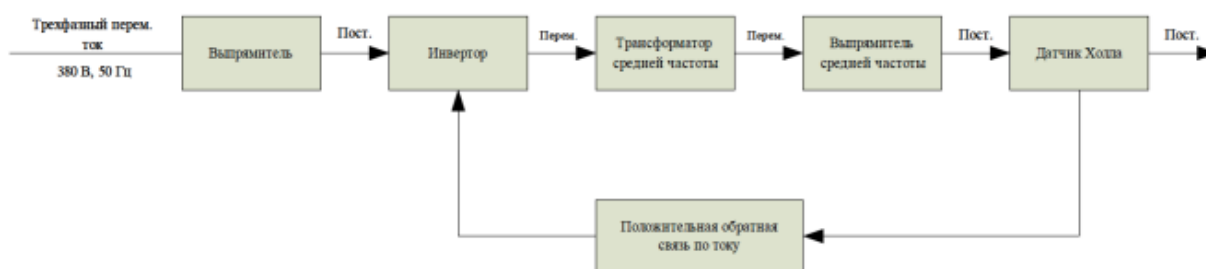 Трехфазный перем.
ток
380 В, 50 Гц
Выпрямитель
Пост.
Инвертор
Перем.
Трансформатор
средней частоты
Перем.
Выпрямитель
средней частоты
Пост.
Датчик Холла
Пост.
Положительная обратная
связь по току